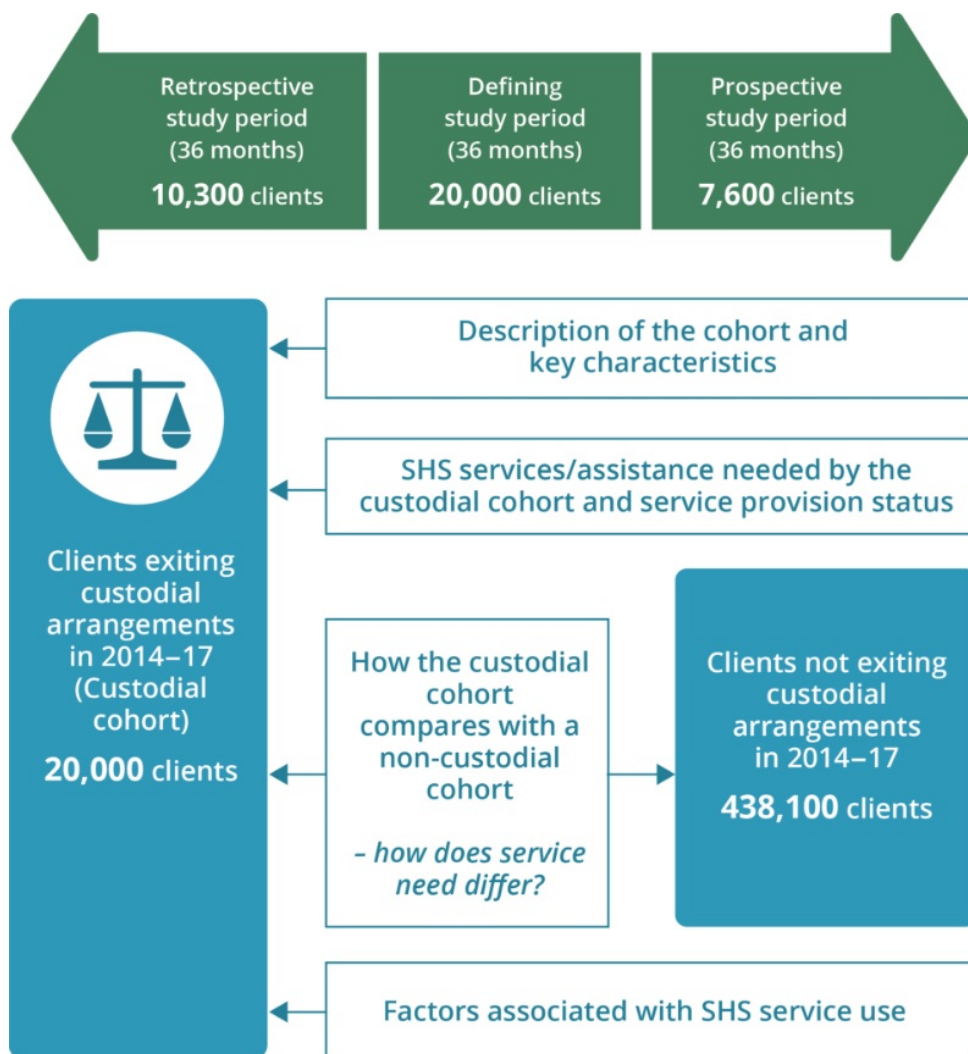 Retrospective
study period
(36 months)
10,300 clients
Defining
study period
(36 months)
20,000 clients
Prospective
study period
(36 months)
7,600 clients
Clients exiting
custodial
arrangements
in 2014–17
(Custodial
cohort)
20,000 clients
Description of the cohort and
key characteristics
SHS services/assistance needed by the
custodial cohort and service provision status
How the custodial
cohort
compares with a
non-custodial
cohort
– how does service
need differ?
Clients not exiting
custodial
arrangements
in 2014–17
438,100 clients
Factors associated with SHS service use